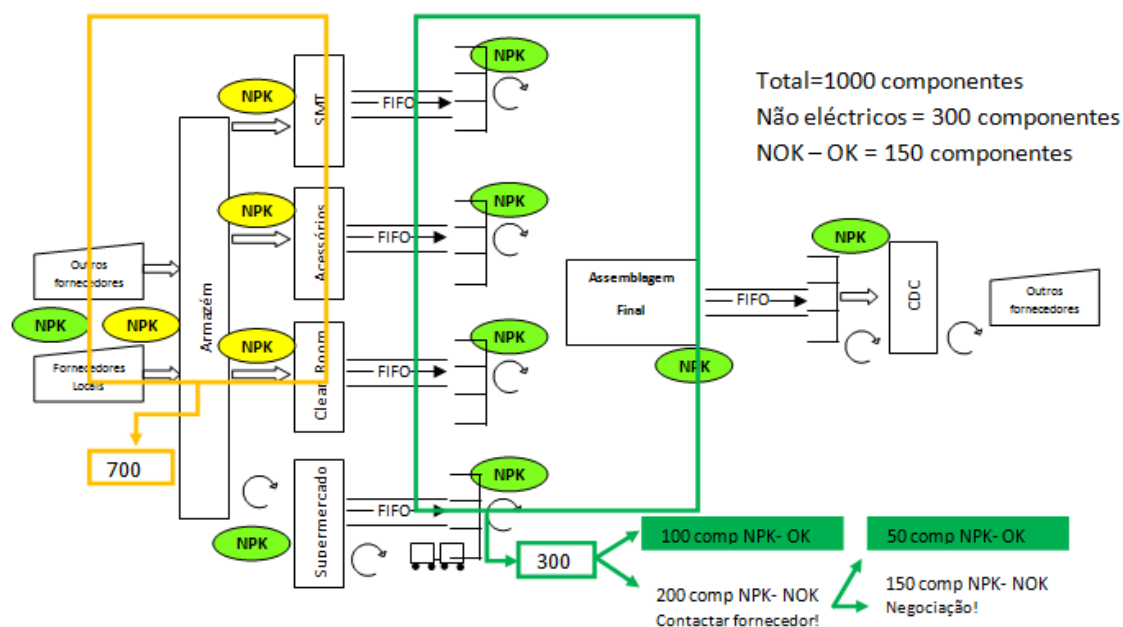 NPK
NPK
SMT
FIFO
Total=1000 componentes
Não eléctricos = 300 componentes
NOK – OK = 150 componentes
NPK
NPK
Acessórios
FIFO
NPK
Outros
fornecedores
Armazém
Assemblagem
Final
FIFO
CDC
Outros
fornecedores
NPK
NPK
NPK
NPK
NPK
Fornecedores
Locais
Clean Room
FIFO
700
NPK
NPK
Supermercado
FIFO
300
100 comp NPK- OK
50 comp NPK- OK
200 comp NPK- NOK
Contactar fornecedor!
150 comp NPK- NOK
Negociação!